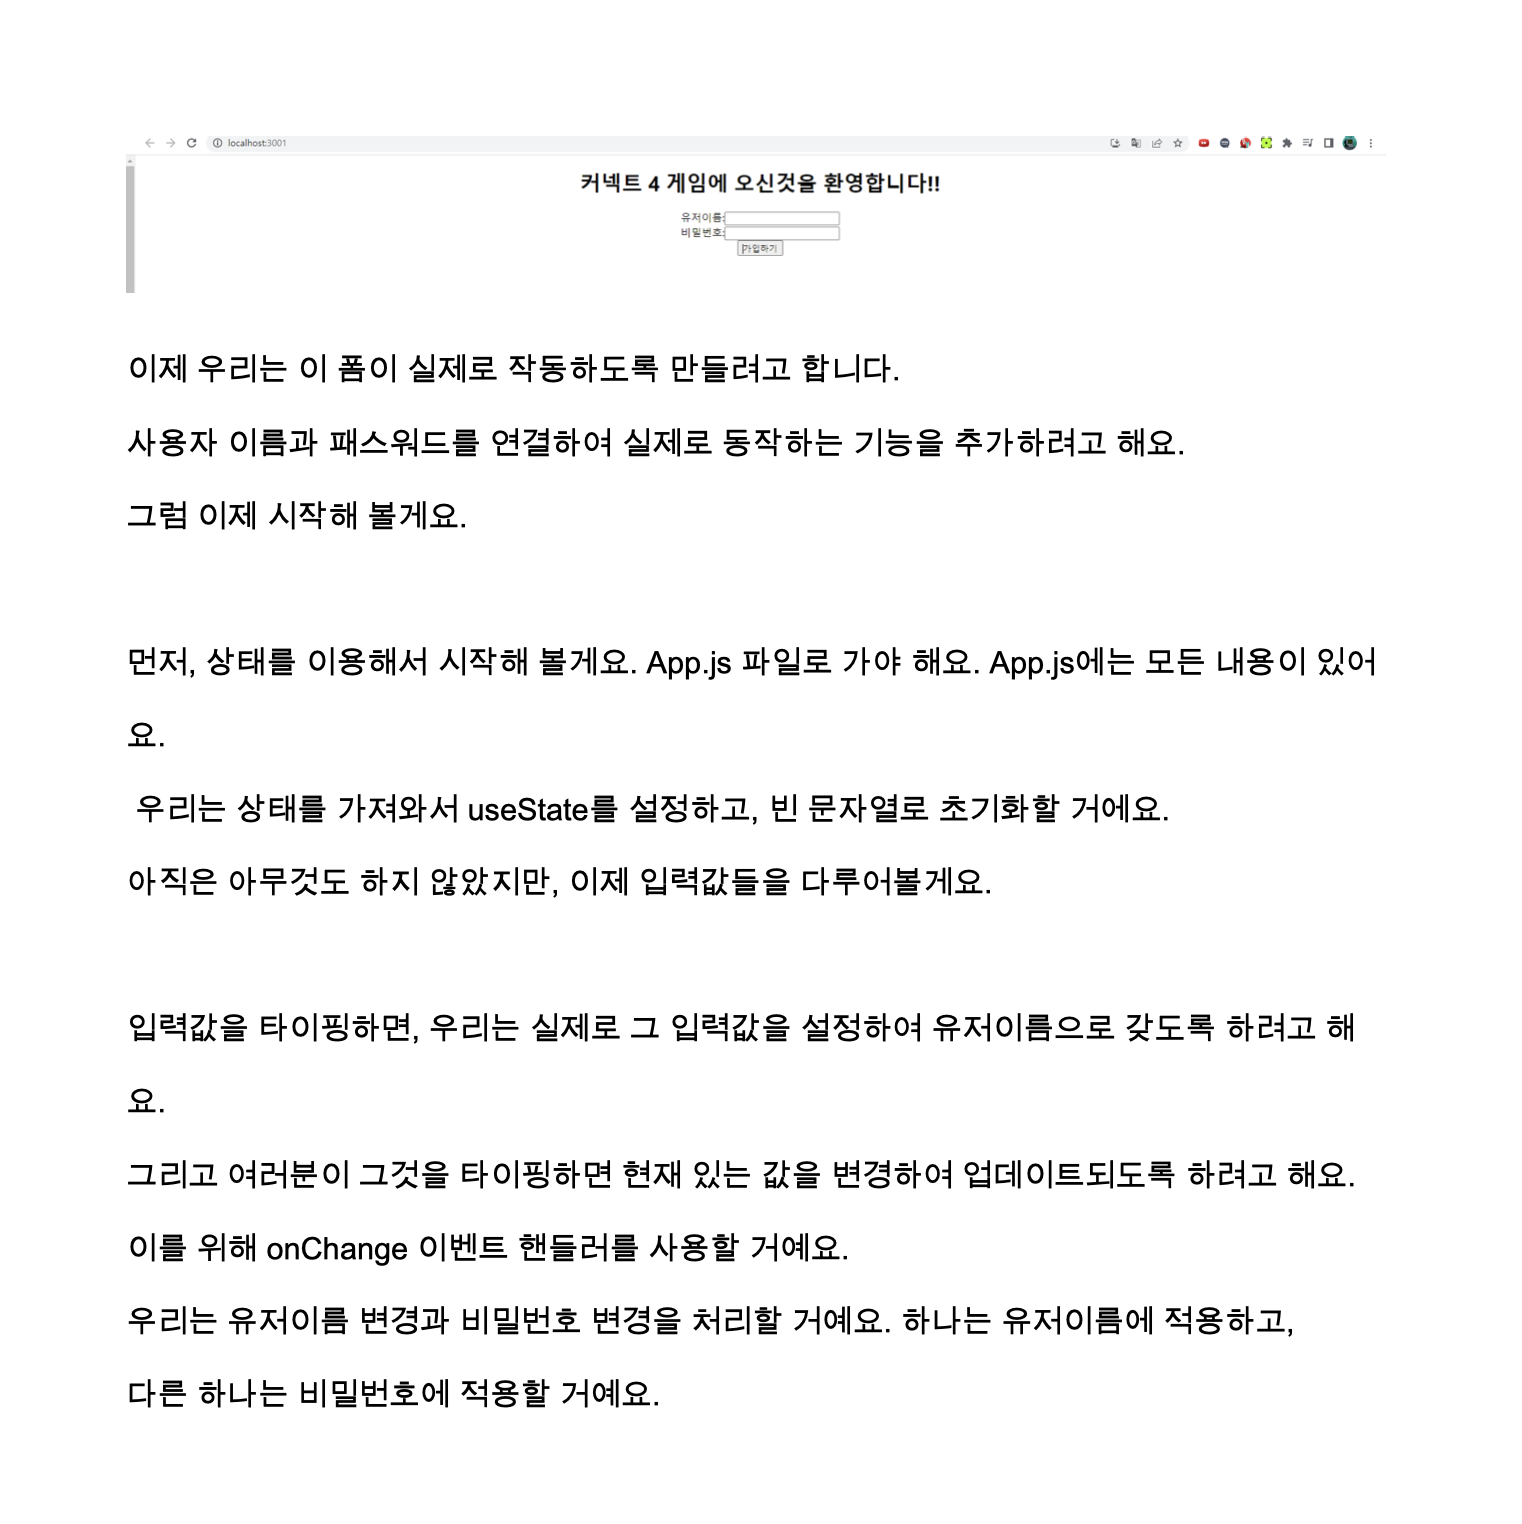 localhost:3001
커넥트 4 게임에 오신것을 환영합니다!!
유저이름:
비밀번호:
가입하기
이제 우리는 이 폼이 실제로 작동하도록 만들려고 합니다.
사용자 이름과 패스워드를 연결하여 실제로 동작하는 기능을 추가하려고 해요.
그럼 이제 시작해 볼게요.
먼저, 상태를 이용해서 시작해 볼게요. App.js 파일로 가야 해요. App.js에는 모든 내용이 있어
요.
우리는 상태를 가져와서 useState를 설정하고, 빈 문자열로 초기화할 거에요.
아직은 아무것도 하지 않았지만, 이제 입력값들을 다루어볼게요.
입력값을 타이핑하면, 우리는 실제로 그 입력값을 설정하여 유저이름으로 갖도록 하려고 해
요.
그리고 여러분이 그것을 타이핑하면 현재 있는 값을 변경하여 업데이트되도록 하려고 해요.
이를 위해 onChange 이벤트 핸들러를 사용할 거예요.
우리는 유저이름 변경과 비밀번호 변경을 처리할 거예요. 하나는 유저이름에 적용하고,
다른 하나는 비밀번호에 적용할 거예요.